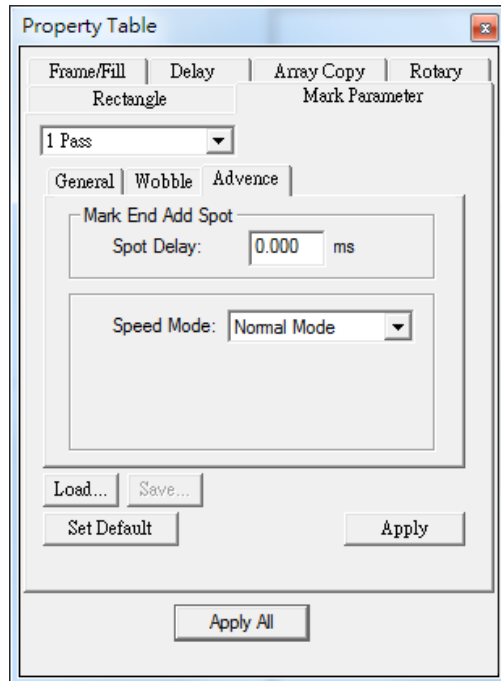 Property Table
Frame/Fill Delay Array Copy Rotary
Rectangle Mark Parameter
1 Pass
General Wobble Advence
Mark End Add Spot
Spot Delay: 0.000 ms
Speed Mode: Normal Mode
Load... Save...
Set Default Apply
Apply All